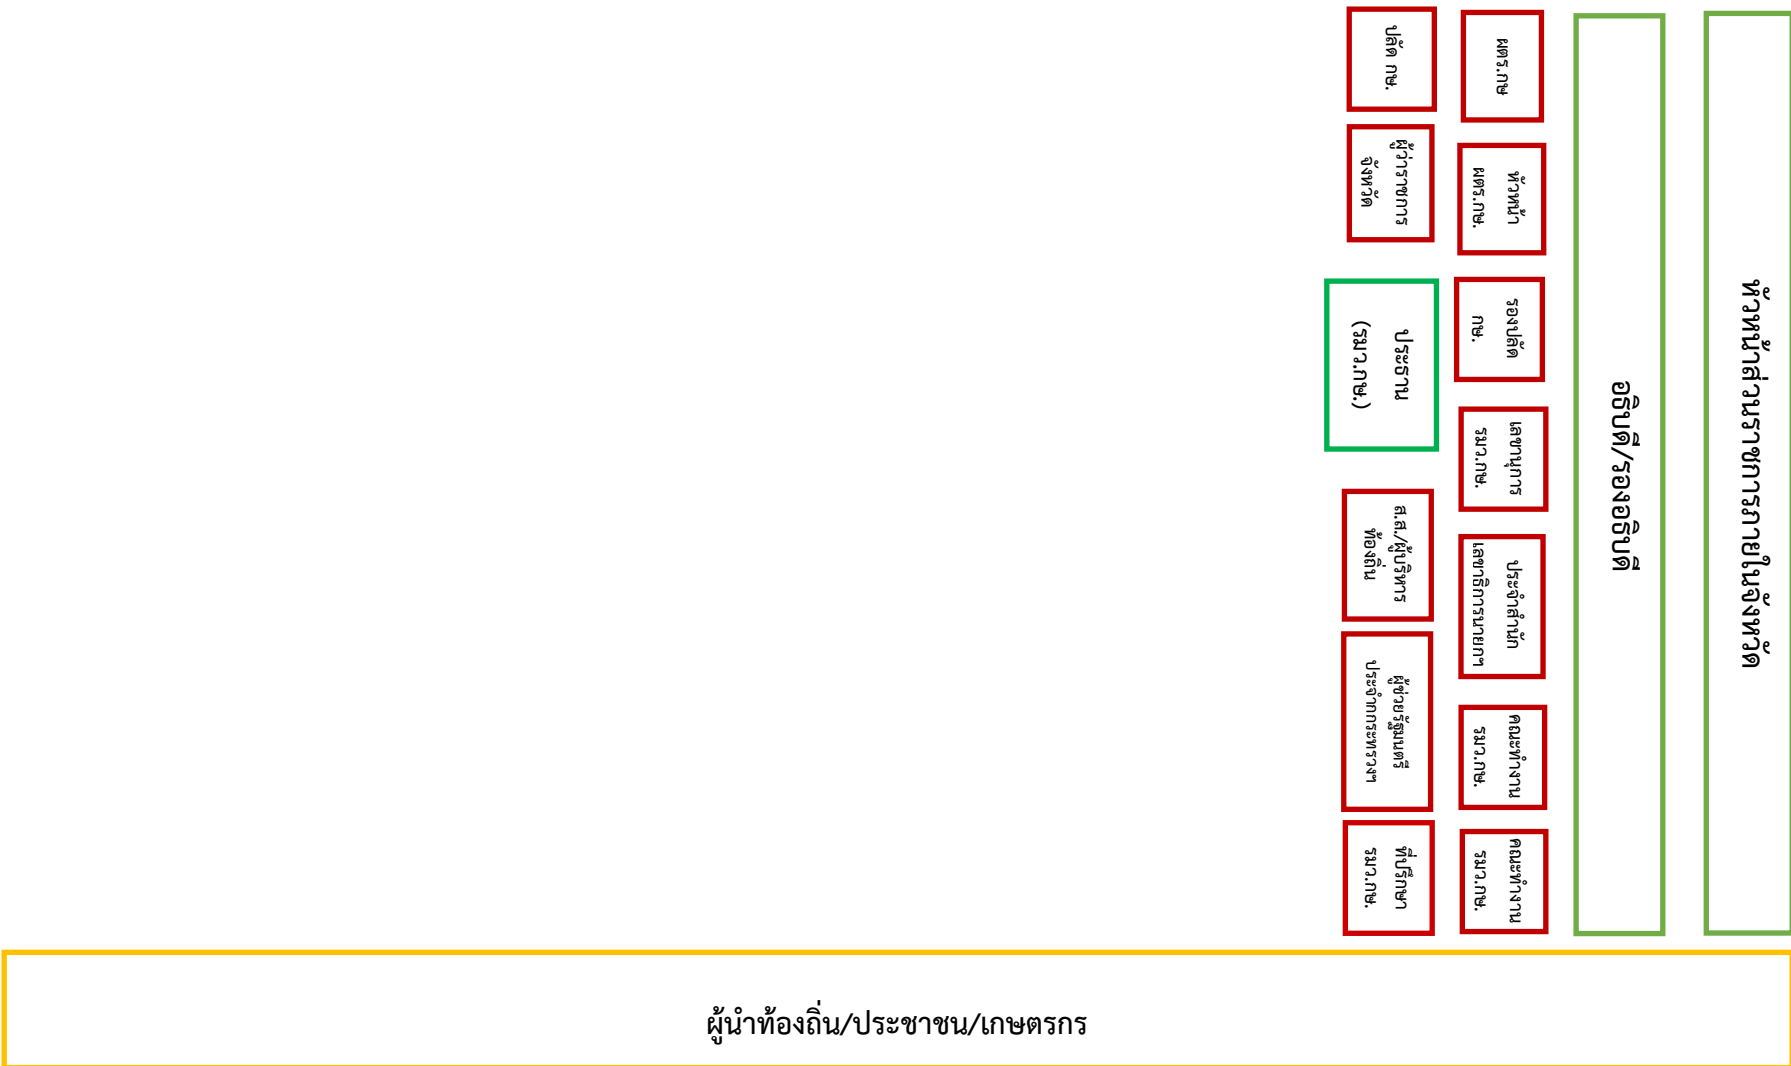 ปลัด กษ.
ผู้ว่าราชการ
จังหวัด
ประธาน
(รมว.กษ.)
ส.ส./ผู้บริหาร
ท้องถิ่น
ผู้ช่วยรัฐมนตรี
ประจำกระทรวงฯ
ที่ปรึกษา
รมว.กษ.
ผตร.กษ
หัวหน้า
ผตร.กษ.
รองปลัด
กษ.
เลขานุการ
รมว.กษ.
ประจำสำนัก
เลขาธิการนายกฯ
คณะทำงาน
รมว.กษ.
คณะทำงาน
รมว.กษ.
อธิบดี/รองอธิบดี
หัวหน้าส่วนราชการภายในจังหวัด
ผู้นำท้องถิ่น/ประชาชน/เกษตรกร